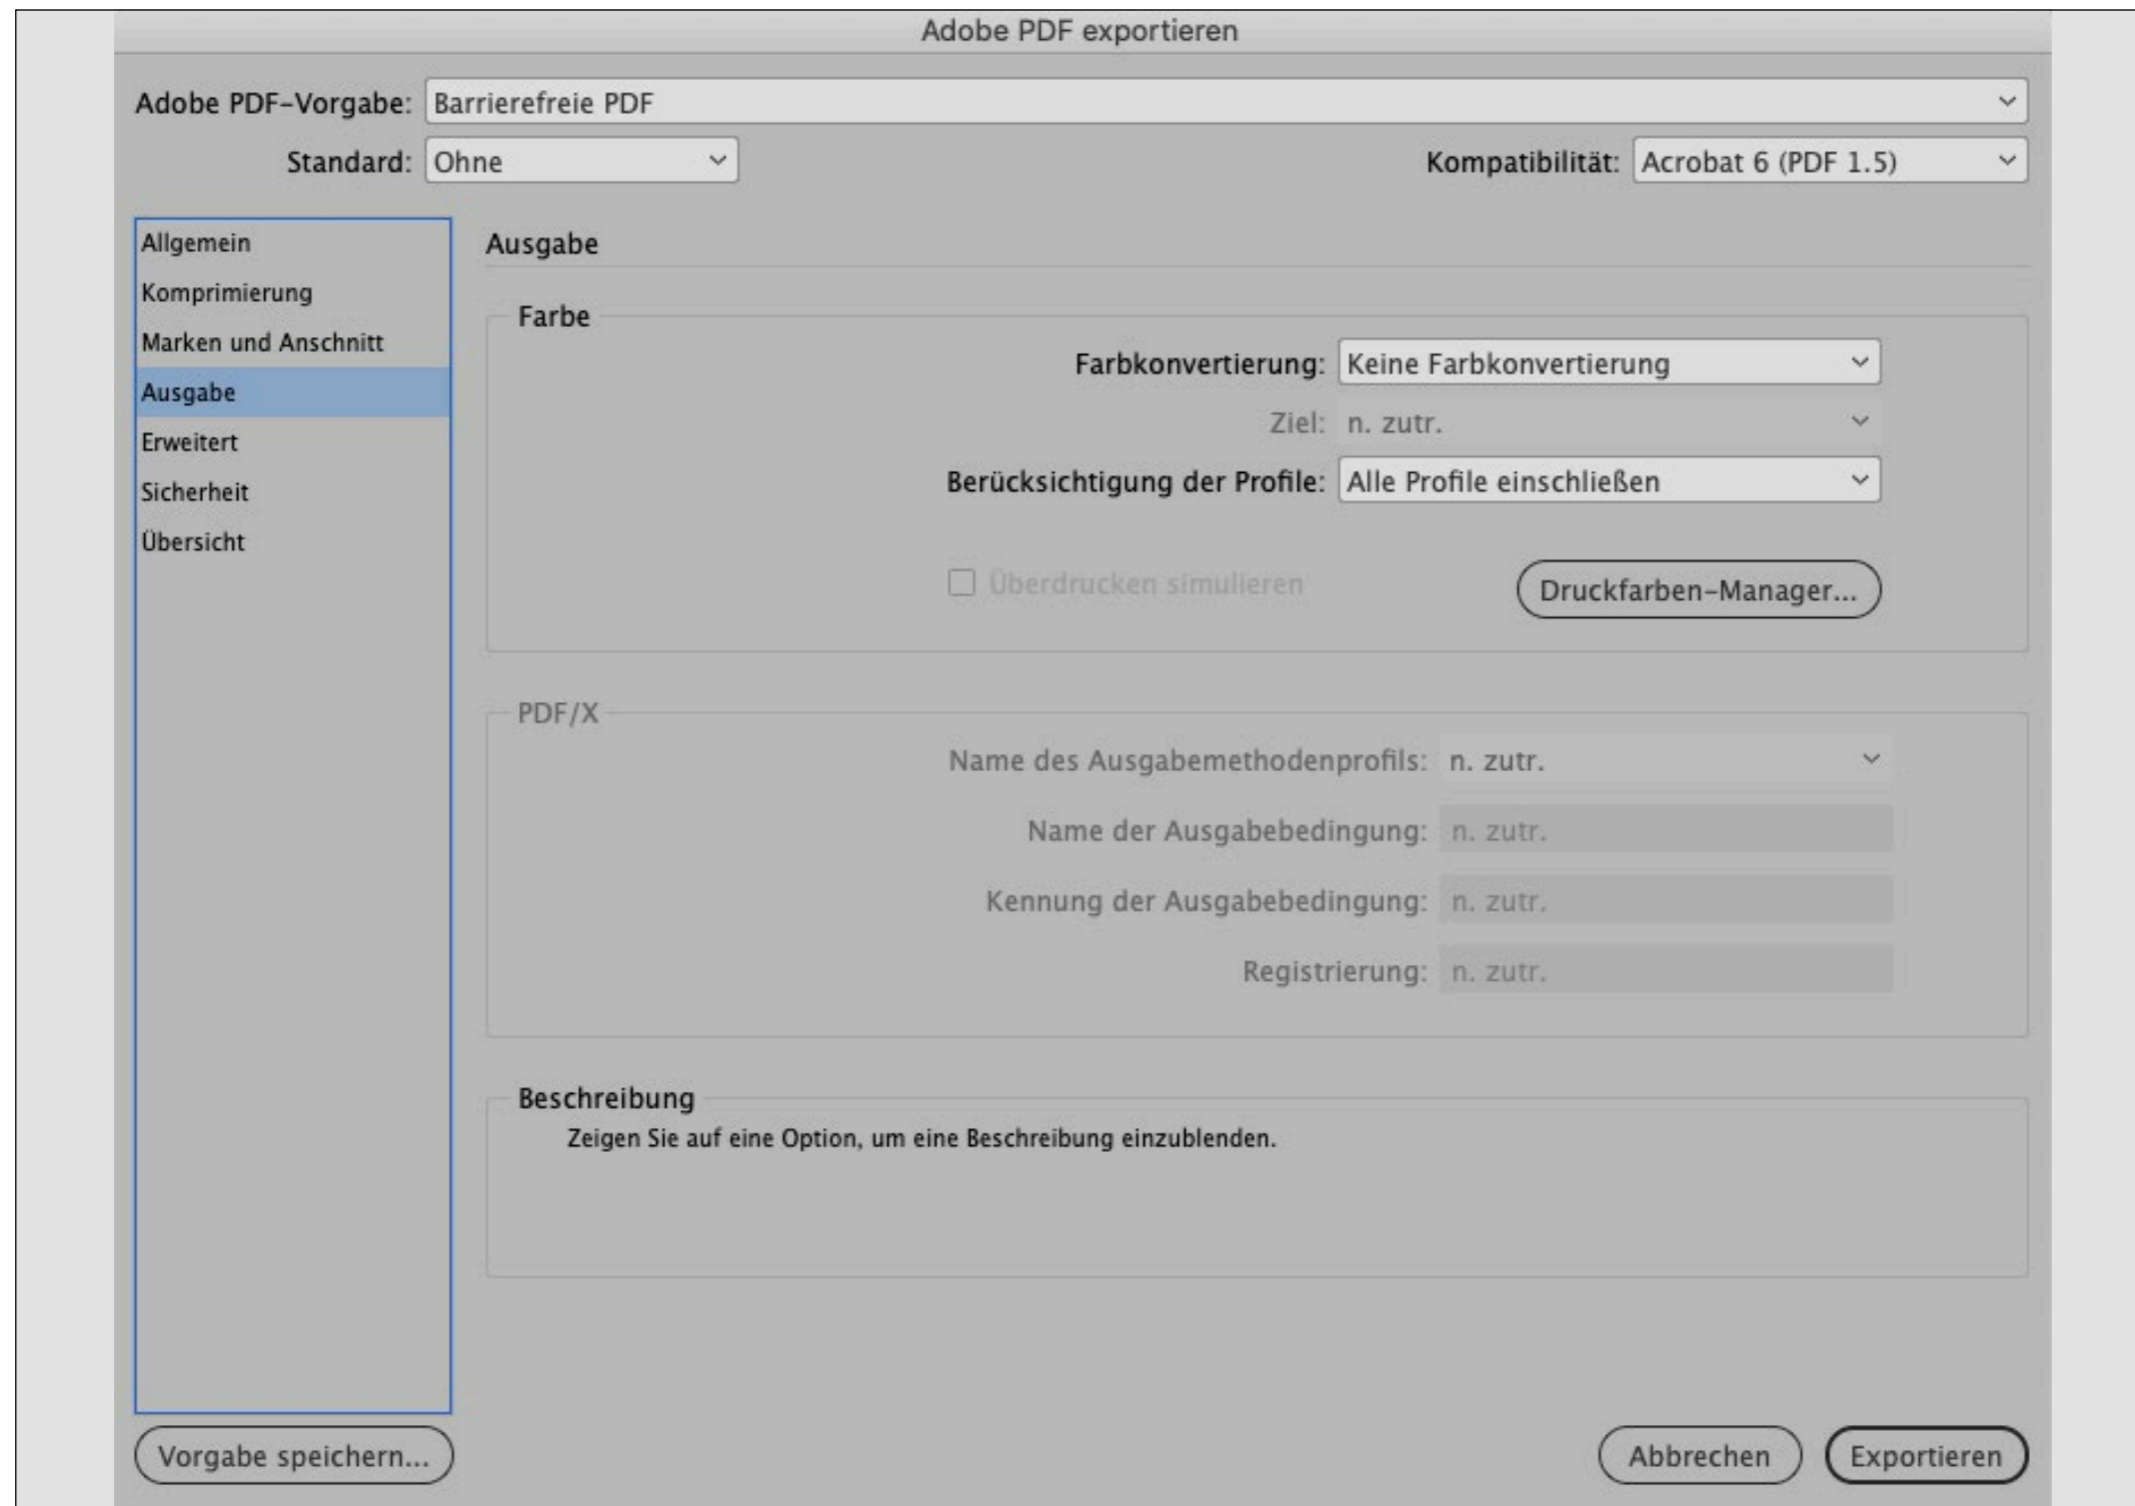 Adobe PDF exportieren
Adobe PDF-Vorgabe: Barrierefreie PDF
Standard: Ohne
Kompatibilität: Acrobat 6 (PDF 1.5)
Allgemein
Komprimierung
Marken und Anschnitt
Ausgabe
Erweitert
Sicherheit
Übersicht
Ausgabe
Farbe
Farbkonvertierung: Keine Farbkonvertierung
Ziel: n. zutr.
Berücksichtigung der Profile: Alle Profile einschließen
Überdrucken simulieren
Druckfarben-Manager...
PDF/X
Name des Ausgabemethodenprofils: n. zutr.
Name der Ausgabebedingung: n. zutr.
Kennung der Ausgabebedingung: n. zutr.
Registrierung: n. zutr.
Beschreibung
Zeigen Sie auf eine Option, um eine Beschreibung einzublenden.
Vorgabe speichern...
Abbrechen
Exportieren